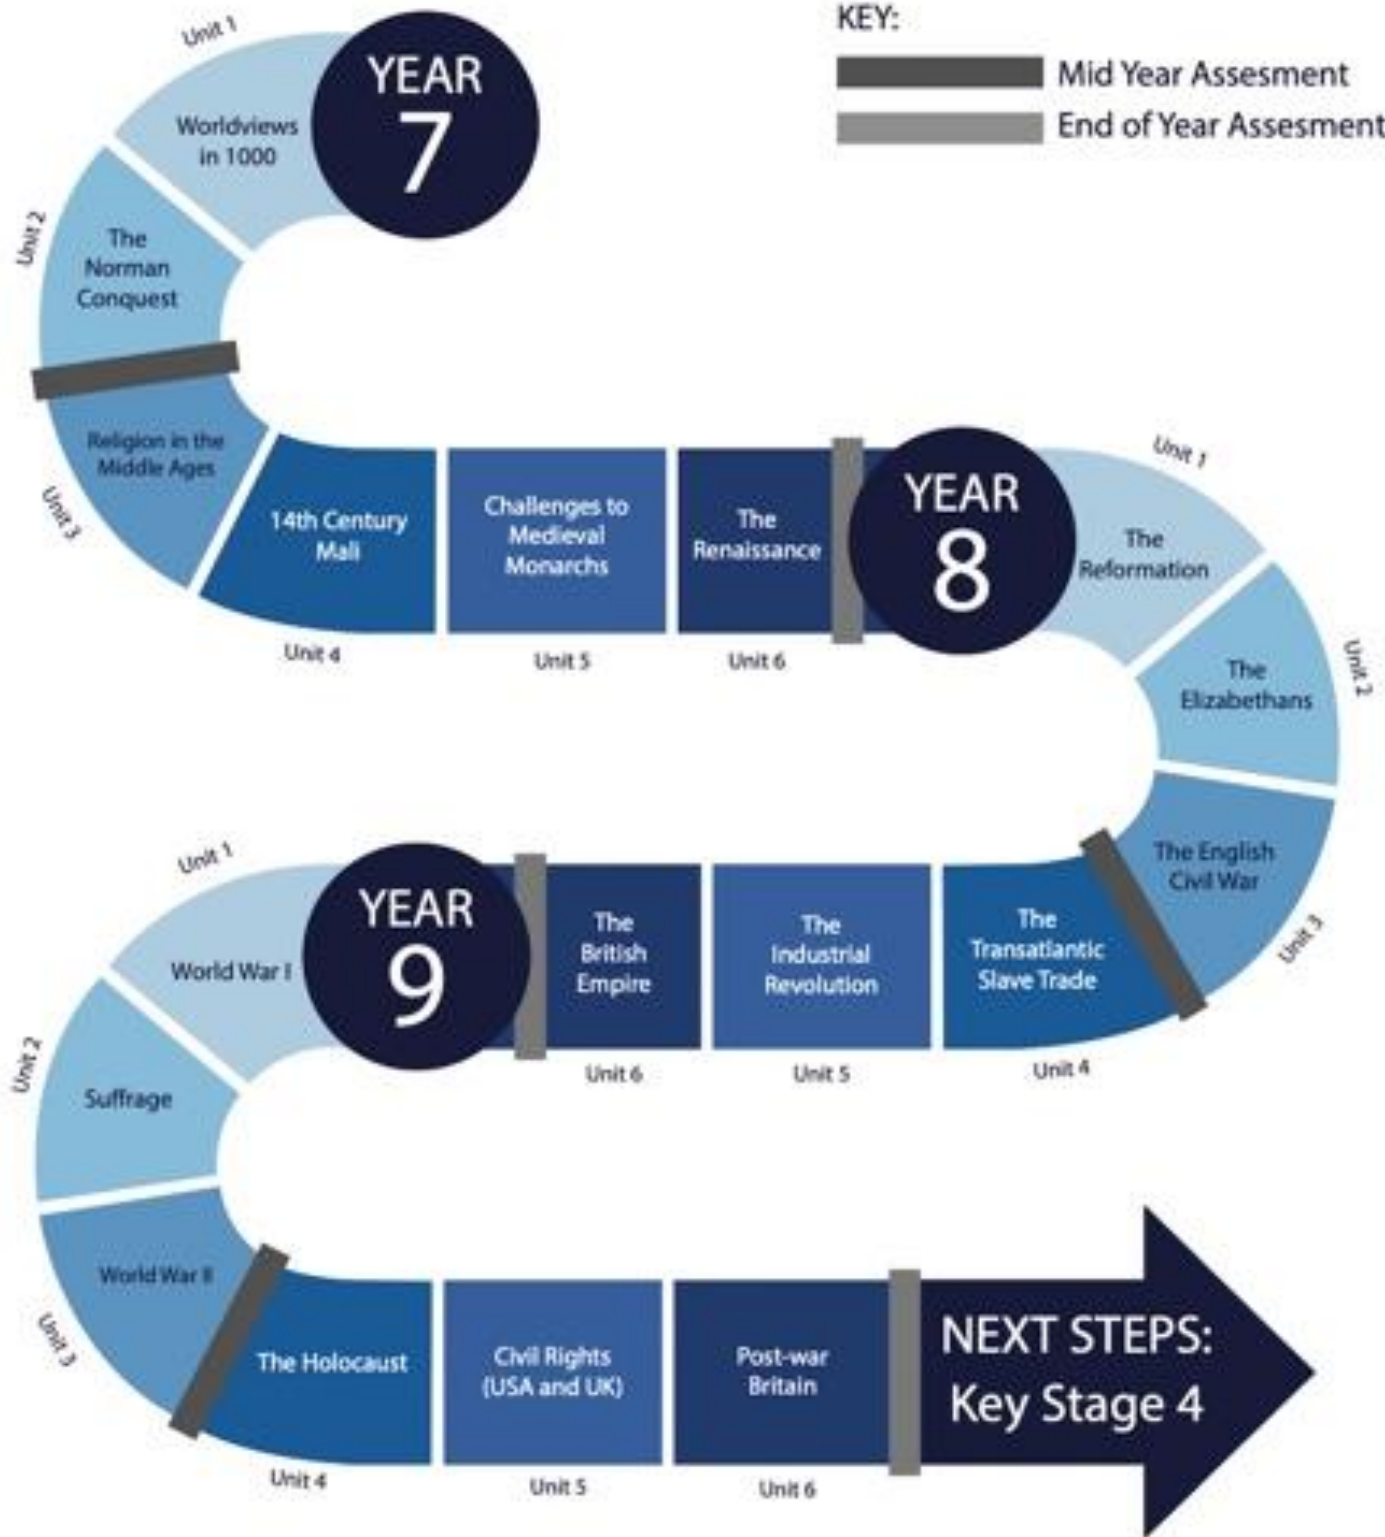 KEY:
Mid Year Assesment
End of Year Assesment
YEAR
7
Unit 1
Worldviews
in 1000
Unit 2
The
Norman
Conquest
Unit 3
Religion in the
Middle Ages
14th Century
Mali
Unit 4
Challenges to
Medieval
Monarchs
Unit 5
The
Renaissance
Unit 6
YEAR
8
Unit 1
The
Reformation
Unit 2
The
Elizabethans
The English
Civil War
Unit 3
The
Transatlantic
Slave Trade
Unit 4
The
Industrial
Revolution
Unit 5
The
British
Empire
Unit 6
YEAR
9
Unit 1
World War I
Unit 2
Suffrage
World War II
Unit 3
The Holocaust
Unit 4
Civil Rights
(USA and UK)
Unit 5
Post-war
Britain
Unit 6
NEXT STEPS:
Key Stage 4